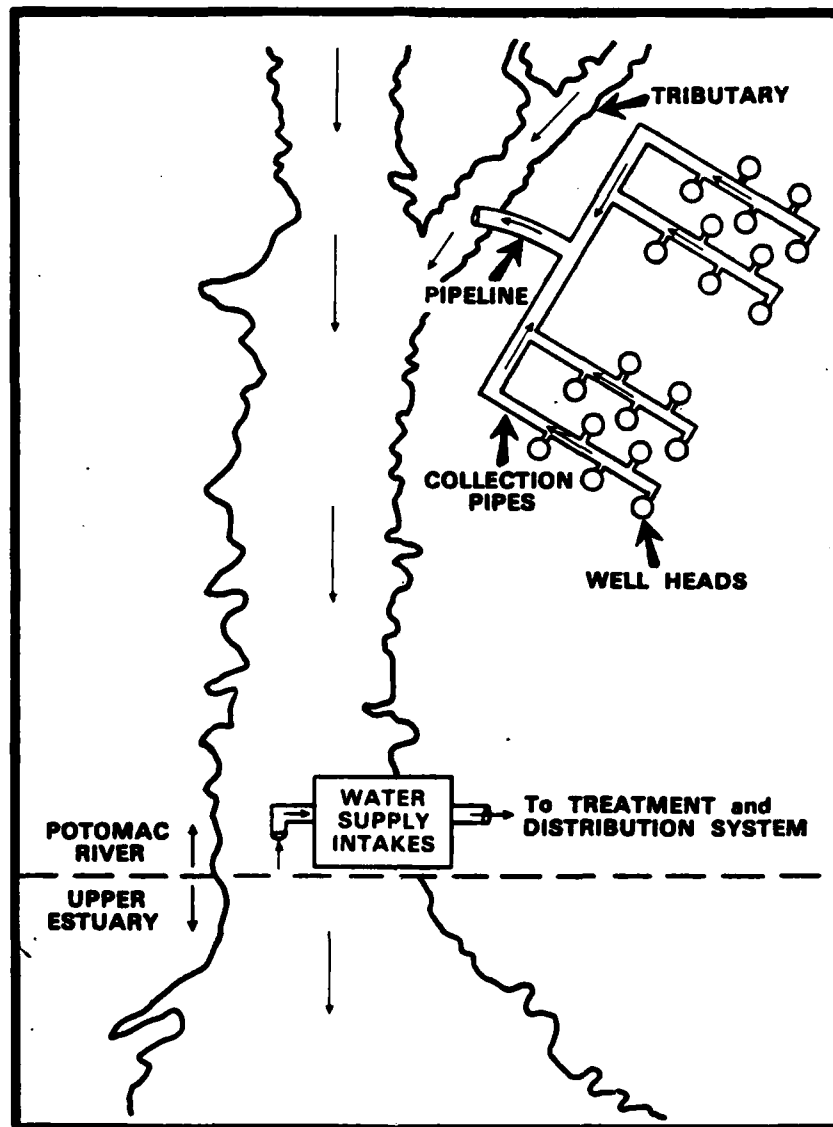 TRIBUTARY
PIPELINE
COLLECTION
PIPES
WELL HEADS
WATER
SUPPLY
INTAKES
To TREATMENT and
DISTRIBUTION SYSTEM
POTOMAC
RIVER
UPPER
ESTUARY